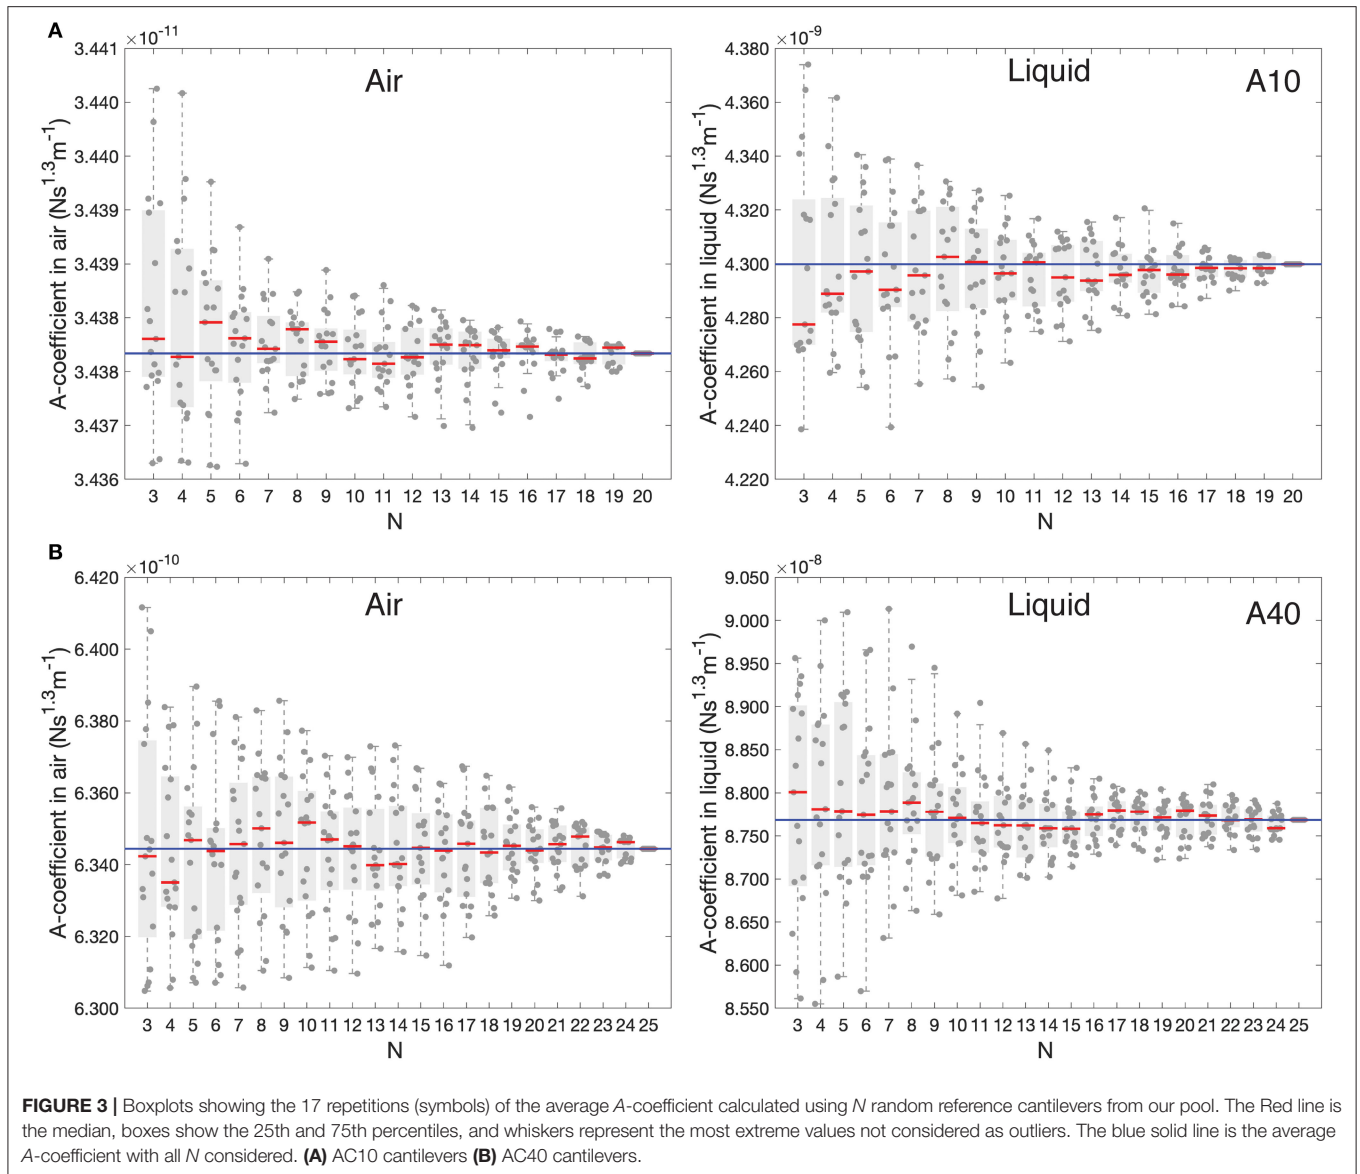 A
×10⁻¹¹
Air
3.441
3.440
3.440
3.439
3.439
3.438
3.438
3.437
3.436
A-coefficient in air (Ns¹·³m⁻¹)
3 4 5 6 7 8 9 10 11 12 13 14 15 16 17 18 19 20
N
×10⁻⁹
Liquid A10
4.380
4.360
4.340
4.320
4.300
4.280
4.260
4.240
4.220
A-coefficient in liquid (Ns¹·³m⁻¹)
3 4 5 6 7 8 9 10 11 12 13 14 15 16 17 18 19 20
N
B
×10⁻¹⁰
Air
6.420
6.400
6.380
6.360
6.340
6.320
6.300
A-coefficient in air (Ns¹·³m⁻¹)
3 4 5 6 7 8 9 10 11 12 13 14 15 16 17 18 19 20 21 22 23 24 25
N
×10⁻⁸
Liquid A40
9.050
9.000
8.950
8.900
8.850
8.800
8.750
8.700
8.650
8.600
8.550
A-coefficient in liquid (Ns¹·³m⁻¹)
3 4 5 6 7 8 9 10 11 12 13 14 15 16 17 18 19 20 21 22 23 24 25
N
FIGURE 3 | Boxplots showing the 17 repetitions (symbols) of the average A-coefficient calculated using N random reference cantilevers from our pool. The Red line is
the median, boxes show the 25th and 75th percentiles, and whiskers represent the most extreme values not considered as outliers. The blue solid line is the average
A-coefficient with all N considered. (A) AC10 cantilevers (B) AC40 cantilevers.